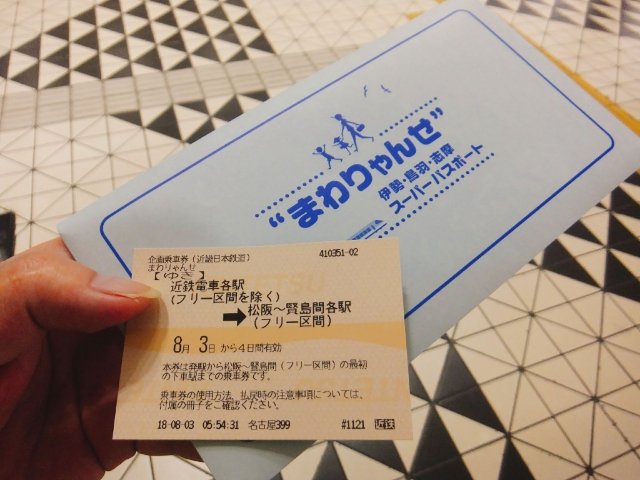 “まわりゃんせ”
伊勢・鳥羽・志摩
スーパーパスポート
企画乗車券(近畿日本鉄道)
410351-02
まわりゃんせ
【ゆき】
近鉄電車各駅
(フリー区間を除く)
➡松阪~賢島間各駅
(フリー区間)
8月 3日 から4日間有効
本券は発駅から松阪~賢島間(フリー区間)の最初
の下車駅までの乗車券です。
乗車券の使用方法、払戻時の注意事項については、
付属の冊子をご確認ください。
18-08-03 05:54:31 名古屋399 #1121 近鉄